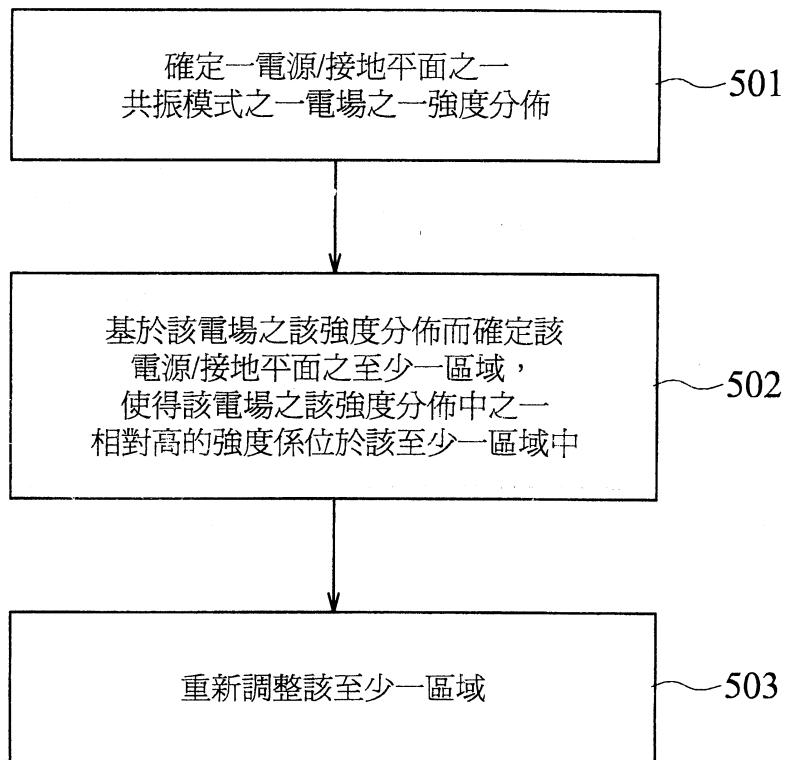 確定一電源/接地平面之一
共振模式之一電場之一強度分佈
501
基於該電場之該強度分佈而確定該
電源/接地平面之至少一區域，
使得該電場之該強度分佈中之一
相對高的強度係位於該至少一區域中
502
重新調整該至少一區域
503